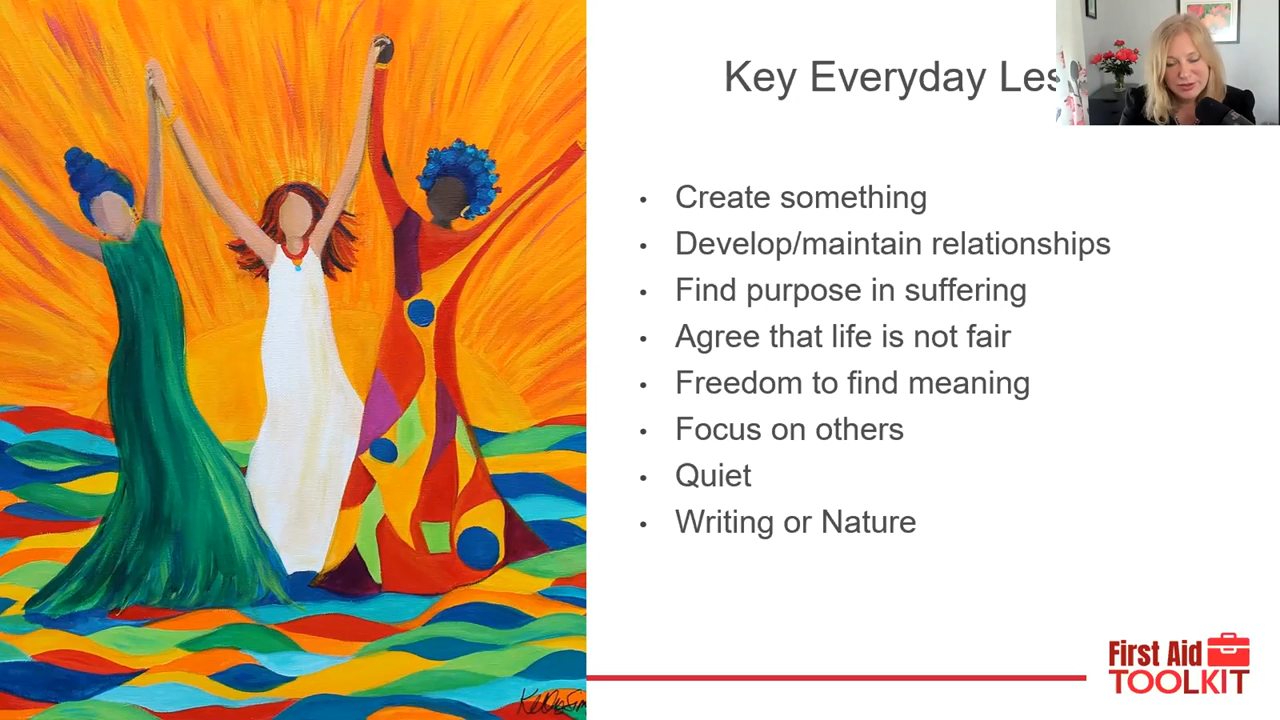 Key Everyday Les
• Create something
• Develop/maintain relationships
• Find purpose in suffering
• Agree that life is not fair
• Freedom to find meaning
• Focus on others
• Quiet
• Writing or Nature
First Aid
TOOLKIT